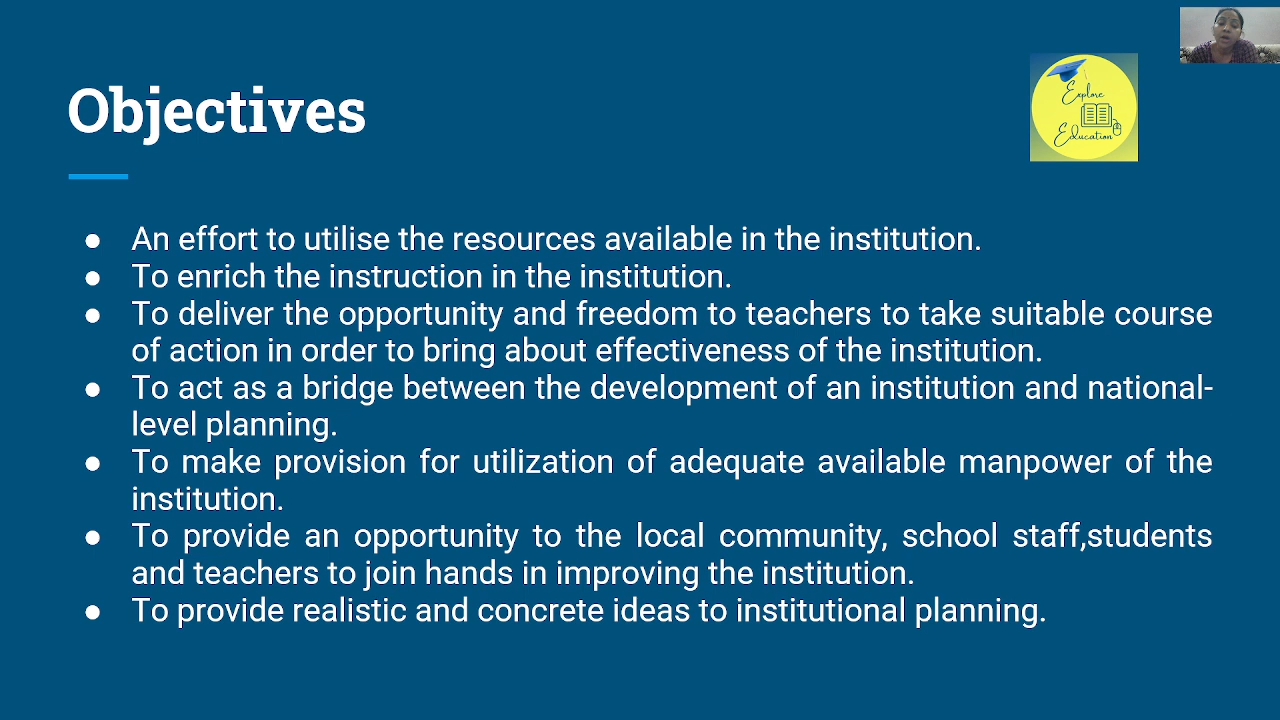 Objectives
Explore
Education
● An effort to utilise the resources available in the institution.
● To enrich the instruction in the institution.
● To deliver the opportunity and freedom to teachers to take suitable course
of action in order to bring about effectiveness of the institution.
● To act as a bridge between the development of an institution and national-
level planning.
● To make provision for utilization of adequate available manpower of the
institution.
● To provide an opportunity to the local community, school staff,students
and teachers to join hands in improving the institution.
● To provide realistic and concrete ideas to institutional planning.